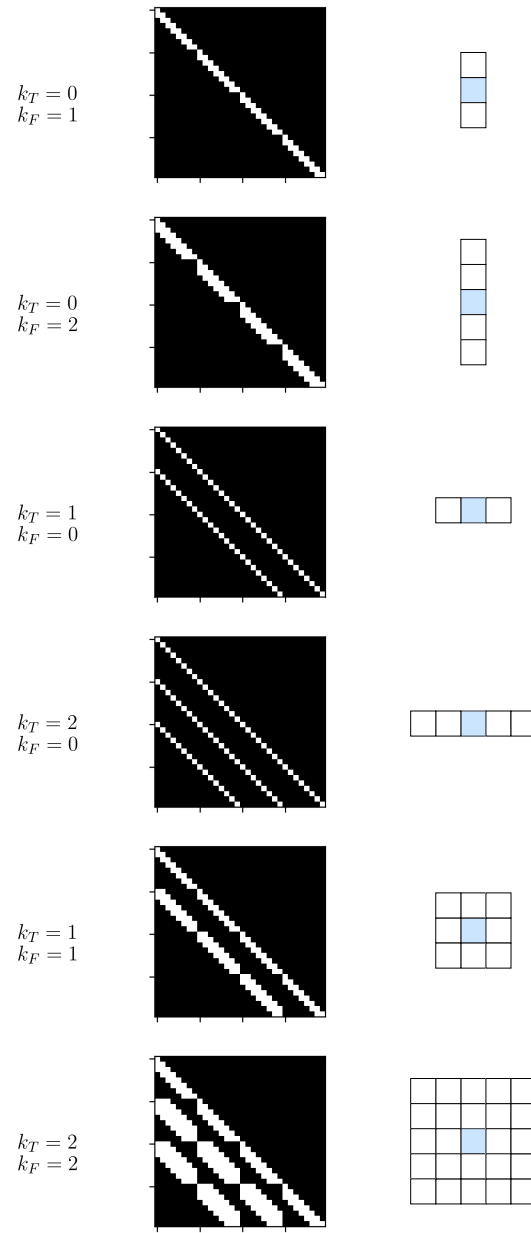 k_T = 0
k_F = 1
k_T = 0
k_F = 2
k_T = 1
k_F = 0
k_T = 2
k_F = 0
k_T = 1
k_F = 1
k_T = 2
k_F = 2